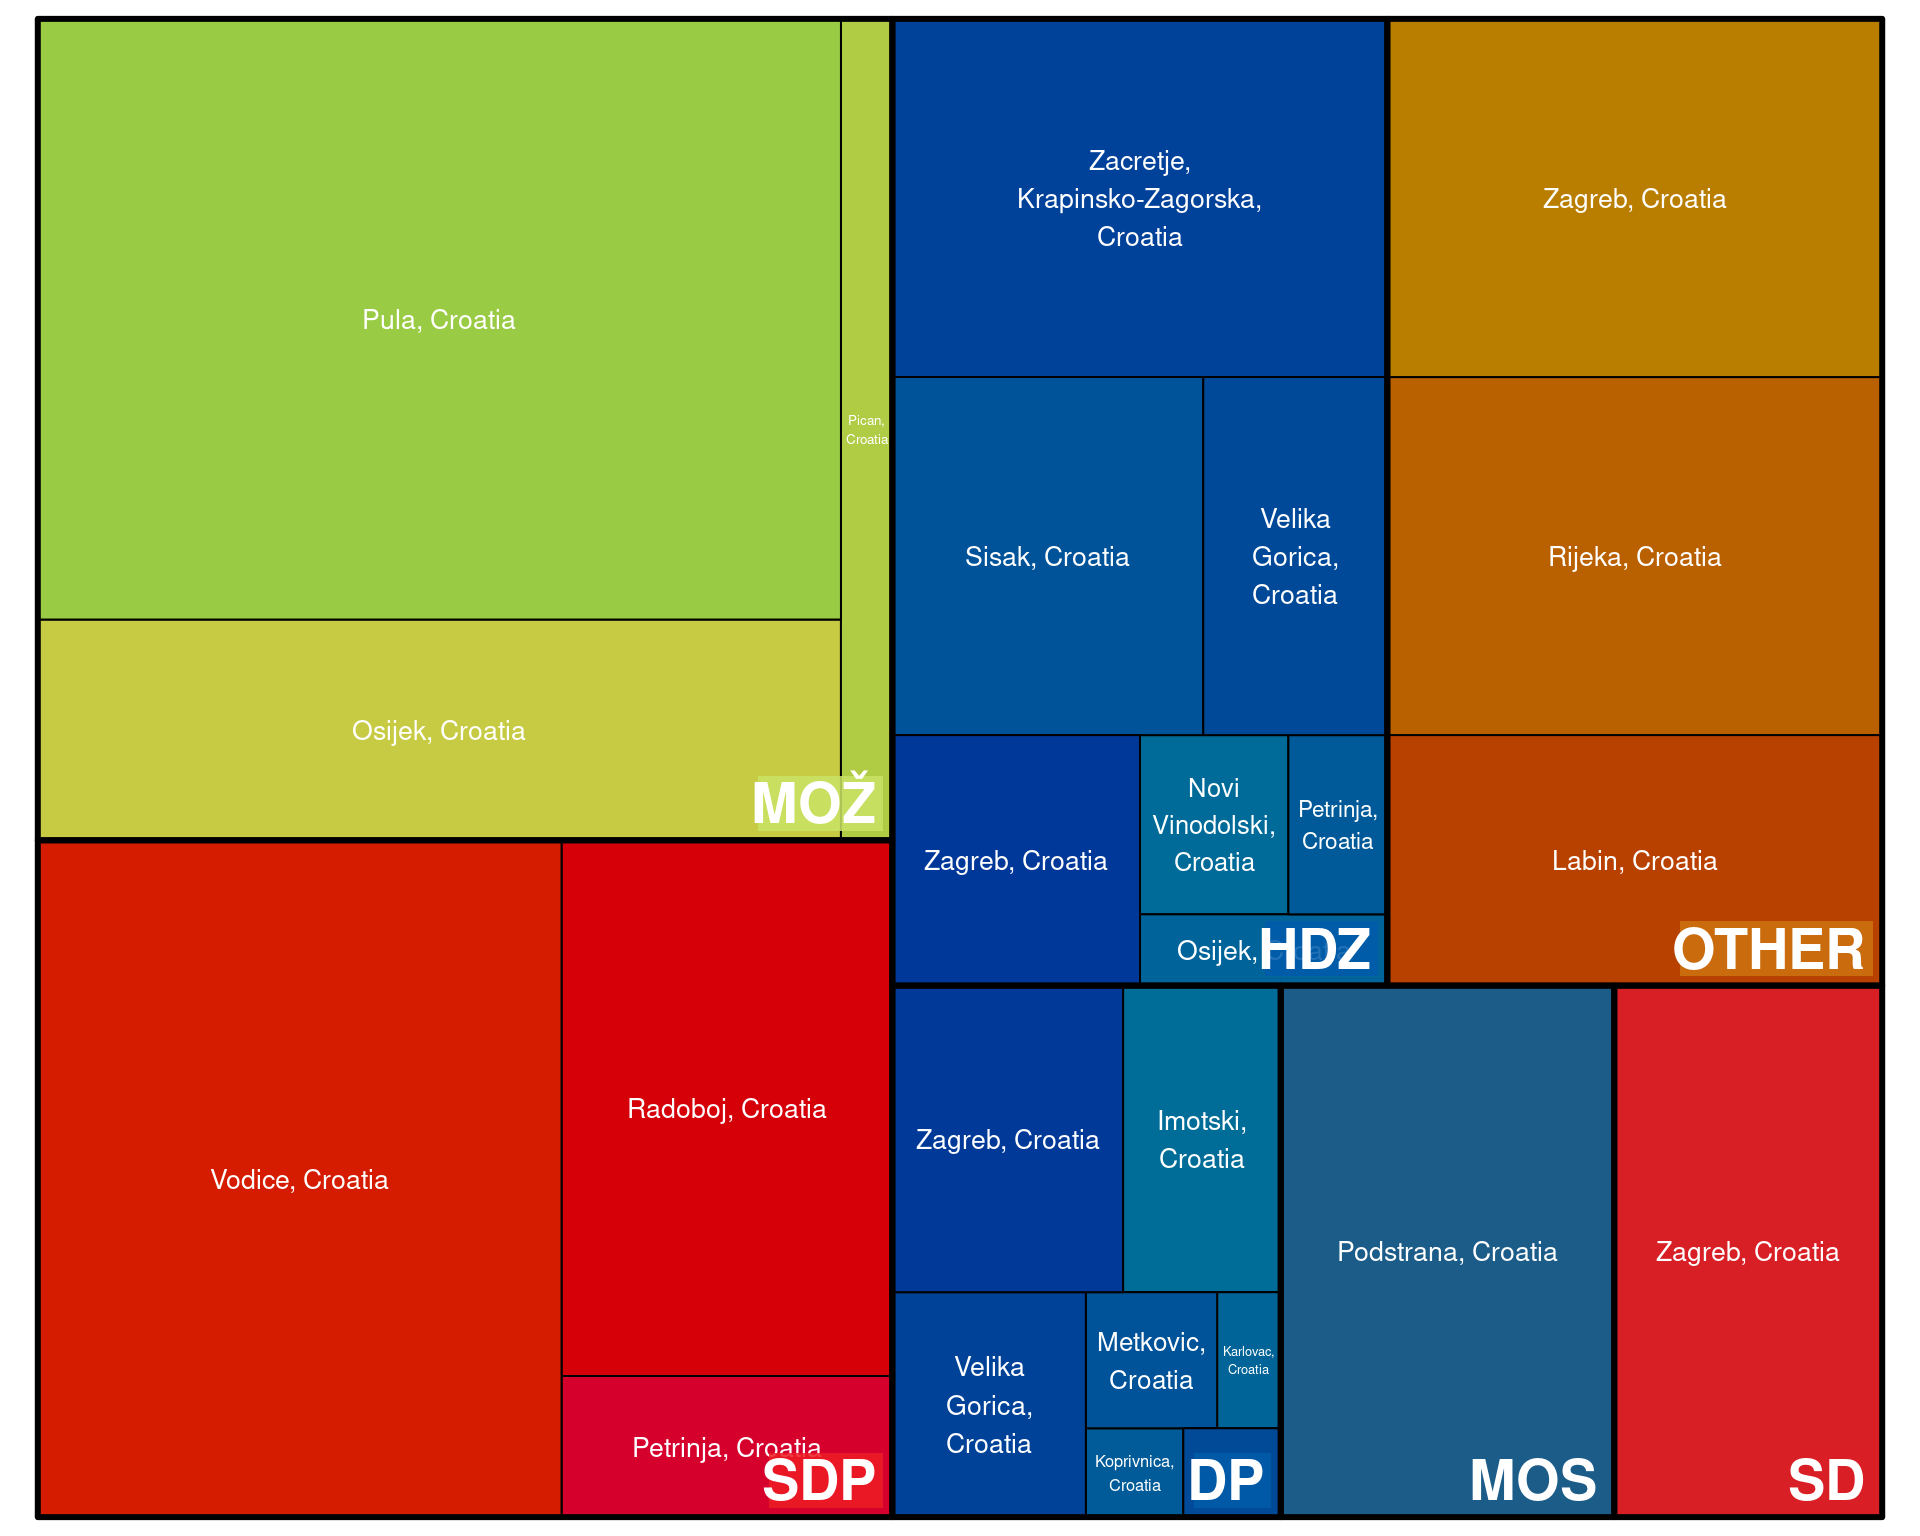 Pula, Croatia
Pican,
Croatia
Osijek, Croatia
MOŽ
Vodice, Croatia
Radoboj, Croatia
Petrinja, Croatia
SDP
Zacretje,
Krapinsko-Zagorska,
Croatia
Sisak, Croatia
Velika
Gorica,
Croatia
Zagreb, Croatia
Novi
Vinodolski,
Croatia
Petrinja,
Croatia
Osijek, Croatia
HDZ
Zagreb, Croatia
Rijeka, Croatia
Labin, Croatia
OTHER
Zagreb, Croatia
Imotski,
Croatia
Velika
Gorica,
Croatia
Metkovic,
Croatia
Karlovac,
Croatia
Koprivnica,
Croatia
DP
Podstrana, Croatia
MOS
Zagreb, Croatia
SD